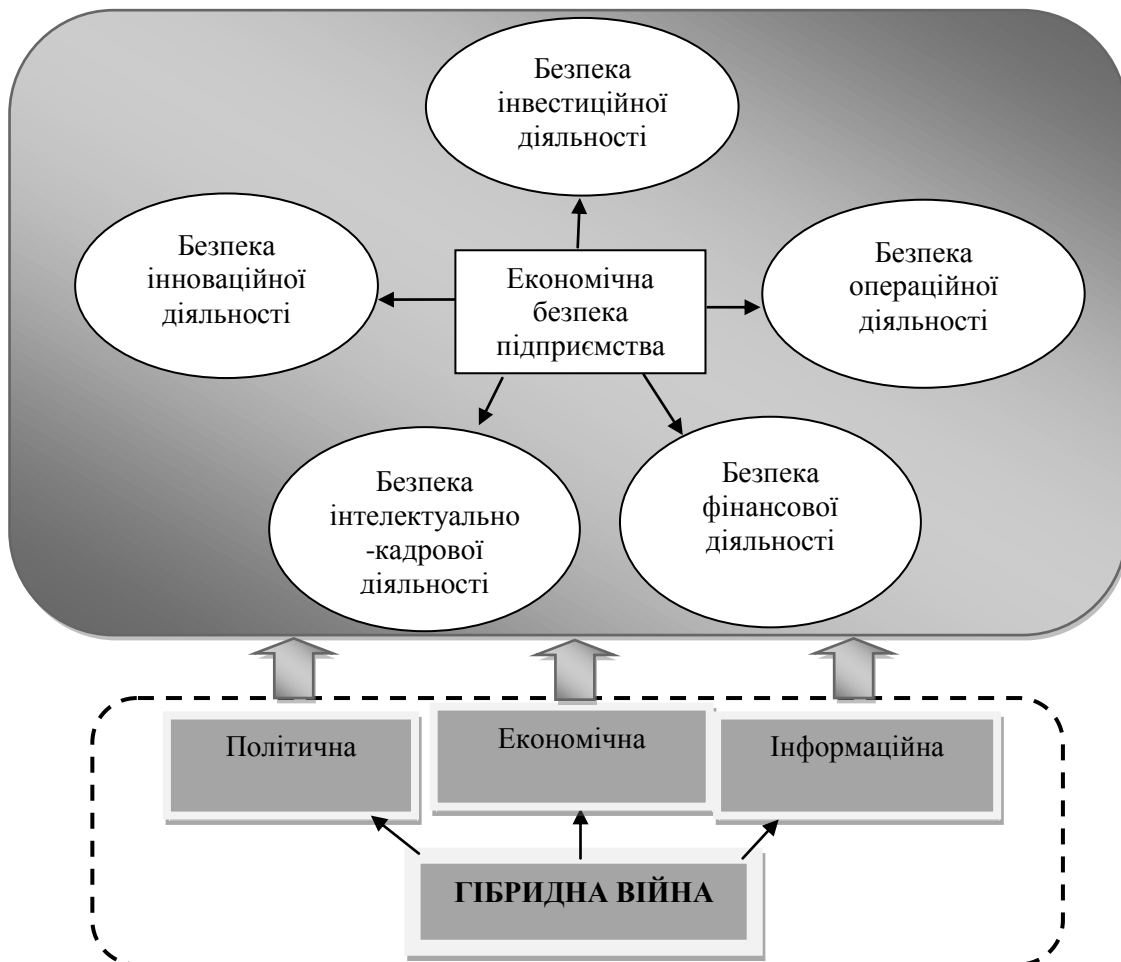 Безпека
інвестиційної
діяльності
Безпека
інноваційної
діяльності
Економічна
безпека
підприємства
Безпека
операційної
діяльності
Безпека
інтелектуально
-кадрової
діяльності
Безпека
фінансової
діяльності
Політична
Економічна
Інформаційна
ГІБРИДНА ВІЙНА